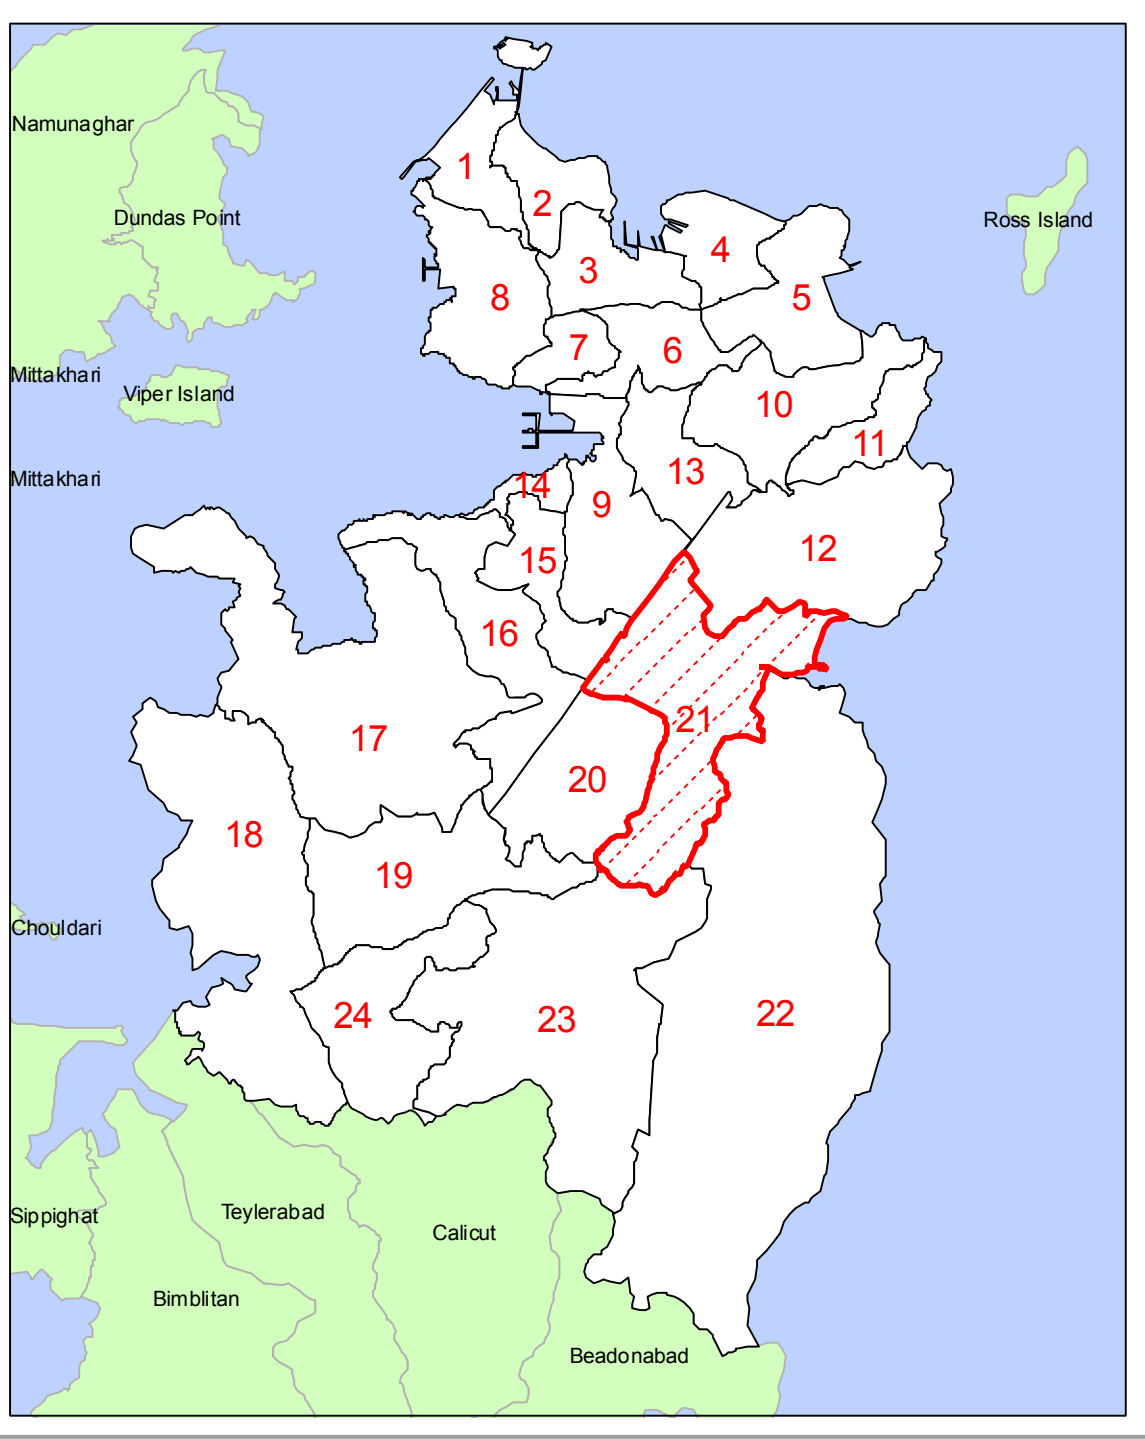 Namunaghar
1
2
Dundas Point
Ross Island
4
3
8
5
7
6
Mittakhari
Viper Island
10
11
13
Mittakhari
14
9
12
15
16
21
17
20
18
19
Chouldari
24
23
22
Sippighat
Teylerabad
Calicut
Bimblitan
Beadonabad